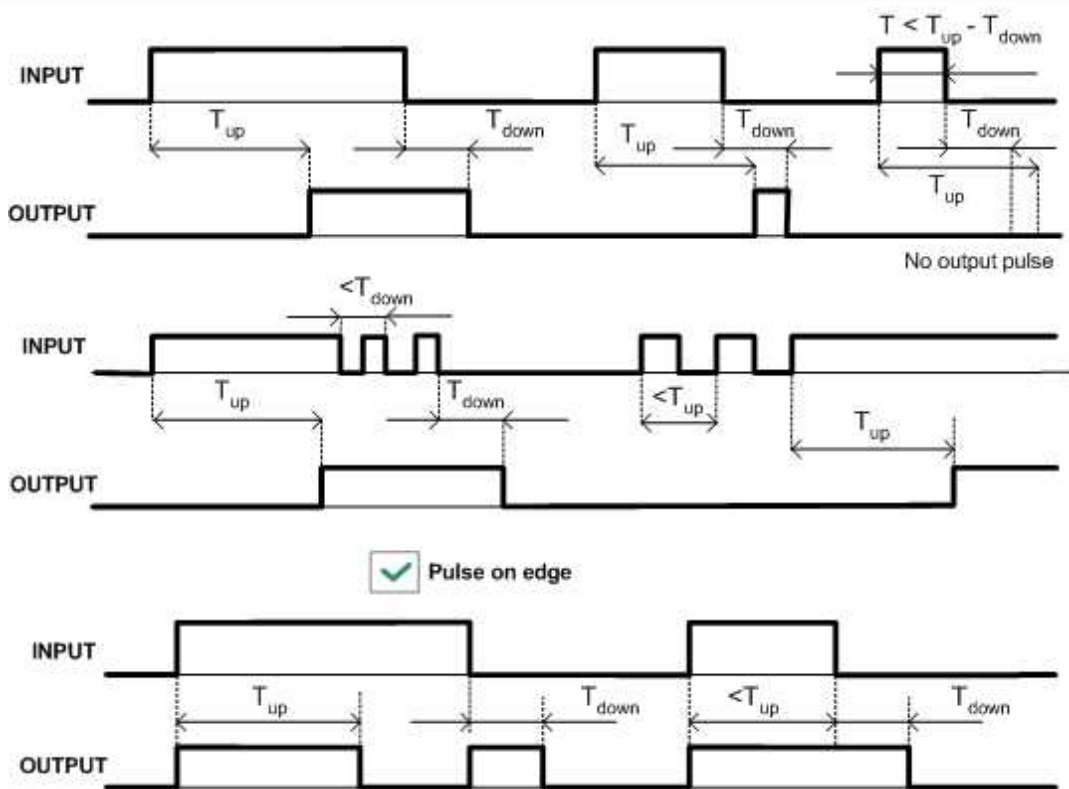 T < Tup - Tdown
INPUT
Tup
Tdown
Tup
Tdown
Tdown
Tup
OUTPUT
No output pulse
<Tdown
INPUT
Tup
Tdown
<Tup
Tup
OUTPUT
Pulse on edge
INPUT
Tup
Tdown
<Tup
Tdown
OUTPUT